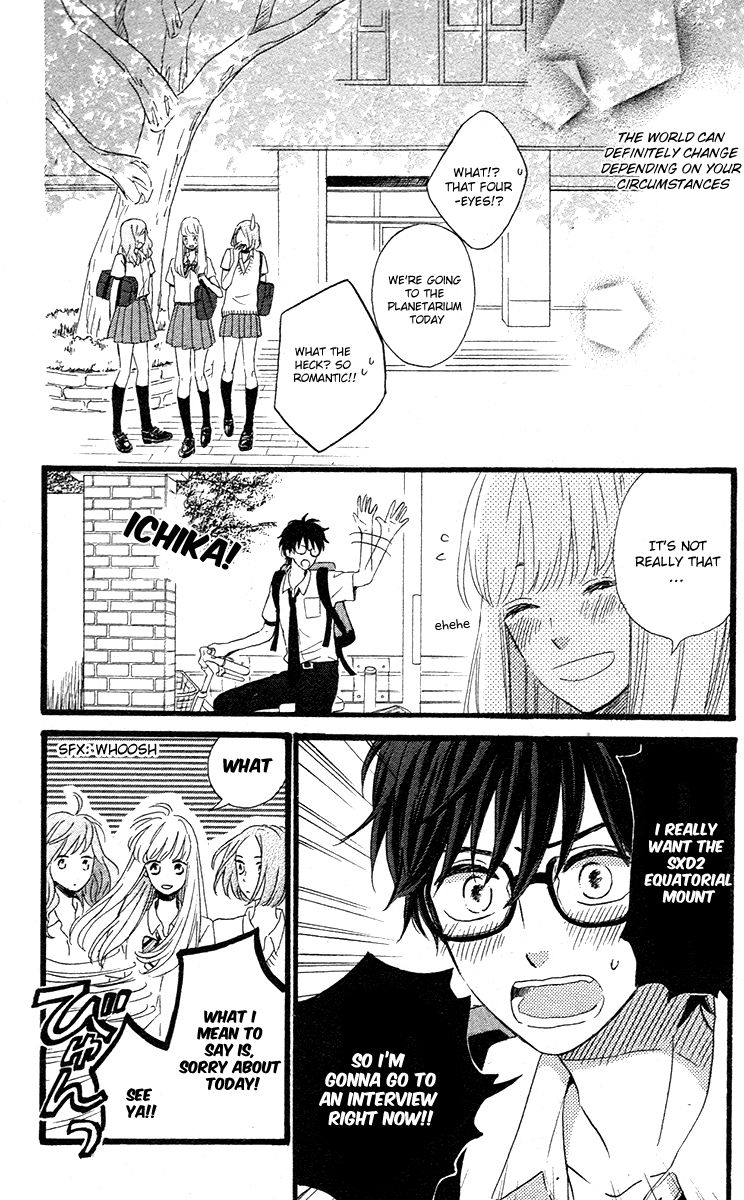 THE WORLD CAN
DEFINITELY CHANGE
DEPENDING ON YOUR
CIRCUMSTANCES
WHAT!?
THAT FOUR
-EYES!?
WE'RE GOING
TO THE
PLANETARIUM
TODAY
WHAT THE
HECK? SO
ROMANTIC!!
IT'S NOT
REALLY THAT
...
ehehe
ICHIKA!
I REALLY
WANT THE
SXD2
EQUATORIAL
MOUNT
SO I'M
GONNA GO TO
AN INTERVIEW
RIGHT NOW!!
SFX: WHOOSH
WHAT
WHAT I
MEAN TO
SAY IS,
SORRY ABOUT
TODAY!
SEE
YA!!
びゅんっ